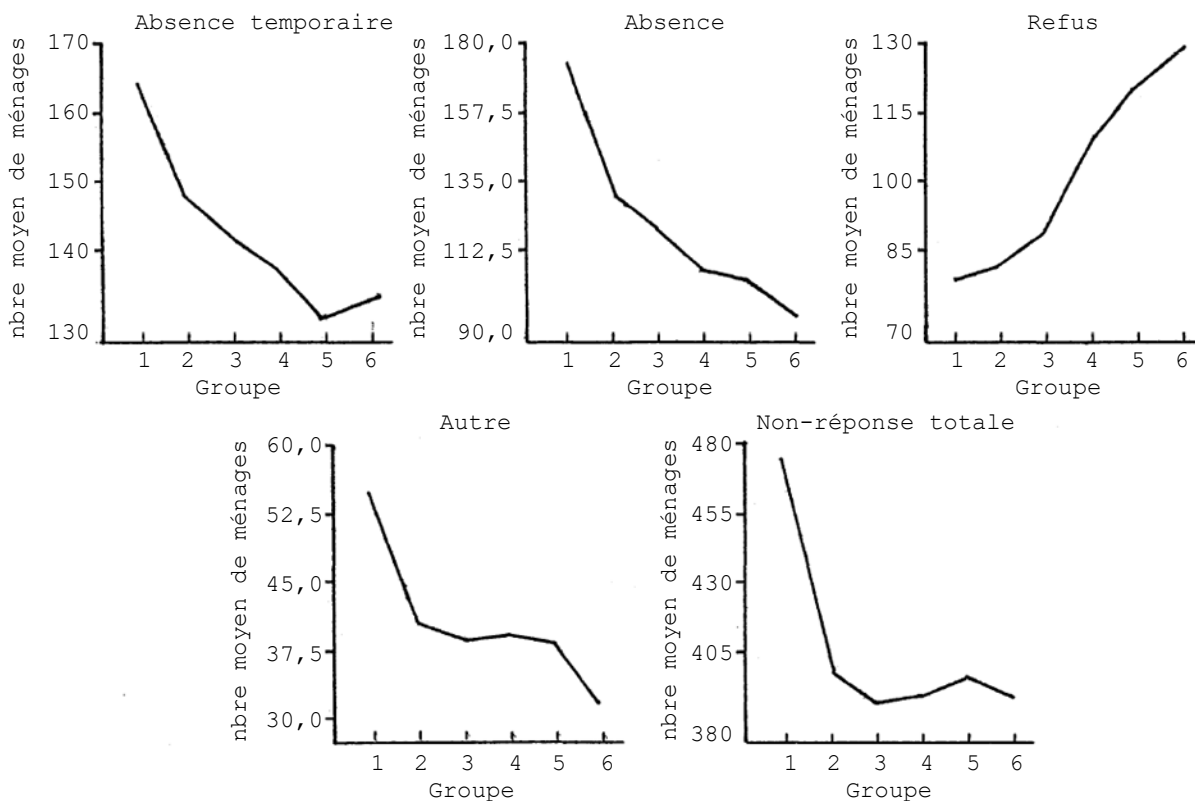 Absence temporaire
nbre moyen de ménages
170
160
150
140
130
1 2 3 4 5 6
Groupe
Absence
nbre moyen de ménages
180,0
157,5
135,0
112,5
90,0
1 2 3 4 5 6
Groupe
Refus
nbre moyen de ménages
130
115
100
85
70
1 2 3 4 5 6
Groupe
Autre
nbre moyen de ménages
60,0
52,5
45,0
37,5
30,0
1 2 3 4 5 6
Groupe
Non-réponse totale
nbre moyen de ménages
480
455
430
405
380
1 2 3 4 5 6
Groupe